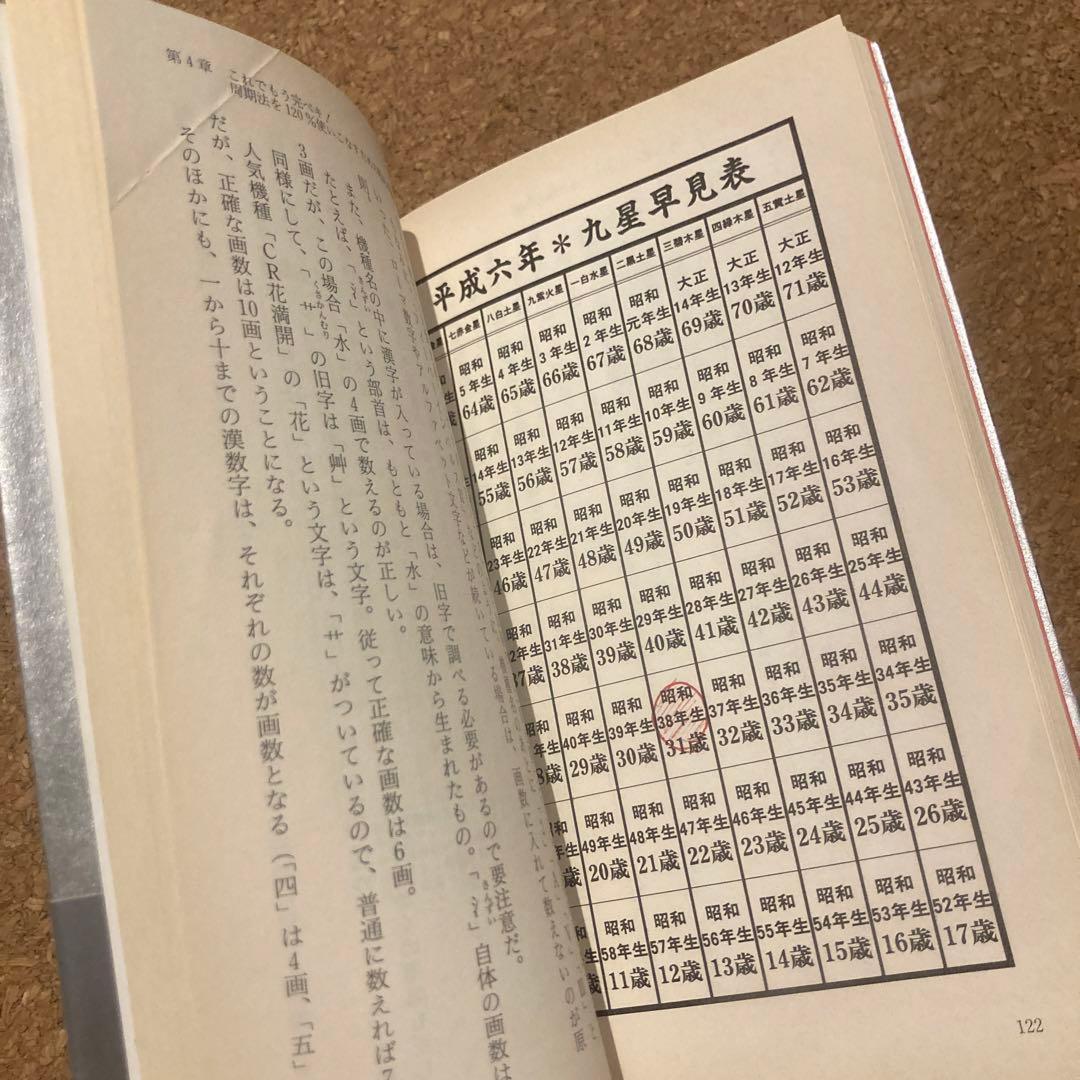 平成六年＊九星早見表
五黄土星
大正
12年生
71歳
昭和
7年生
62歳
昭和
16年生
53歳
昭和
25年生
44歳
昭和
34年生
35歳
昭和
43年生
26歳
昭和
52年生
17歳
四緑木星
大正
13年生
70歳
昭和
8年生
61歳
昭和
17年生
52歳
昭和
26年生
43歳
昭和
35年生
34歳
昭和
44年生
25歳
昭和
53年生
16歳
三碧木星
大正
14年生
69歳
昭和
9年生
60歳
昭和
18年生
51歳
昭和
27年生
42歳
昭和
36年生
33歳
昭和
45年生
24歳
昭和
54年生
15歳
二黒土星
昭和
元年生
68歳
昭和
10年生
59歳
昭和
19年生
50歳
昭和
28年生
41歳
昭和
37年生
32歳
昭和
46年生
23歳
昭和
55年生
14歳
一白水星
昭和
2年生
67歳
昭和
11年生
58歳
昭和
20年生
49歳
昭和
29年生
40歳
昭和
38年生
31歳
昭和
47年生
22歳
昭和
56年生
13歳
九紫火星
昭和
3年生
66歳
昭和
12年生
57歳
昭和
21年生
48歳
昭和
30年生
39歳
昭和
39年生
30歳
昭和
48年生
21歳
昭和
57年生
12歳
八白土星
昭和
4年生
65歳
昭和
13年生
56歳
昭和
22年生
47歳
昭和
31年生
38歳
昭和
40年生
29歳
昭和
49年生
20歳
昭和
58年生
11歳
七赤金星
昭和
5年生
64歳
昭和
14年生
55歳
昭和
23年生
46歳
昭和
122
第4章 これでもう完ペキ！
周期法を120％使いこなす
また、機種名の中に漢字が入っている場合は、旧字で調べる必要があるので要注意だ。
たとえば、「氵」という部首は、もともと「水」の意味から生まれたもの。「氵」自体の画数は
3画だが、この場合「水」の4画で数えるのが正しい。
同様にして、「艹」の旧字は「艸」という文字。従って正確な画数は6画。
人気機種「CR花満開」の「花」という文字は、「艹」がついているので、普通に数えれば7
だが、正確な画数は10画ということになる。
そのほかにも、一から十までの漢数字は、それぞれの数が画数となる（「四」は4画、「五」